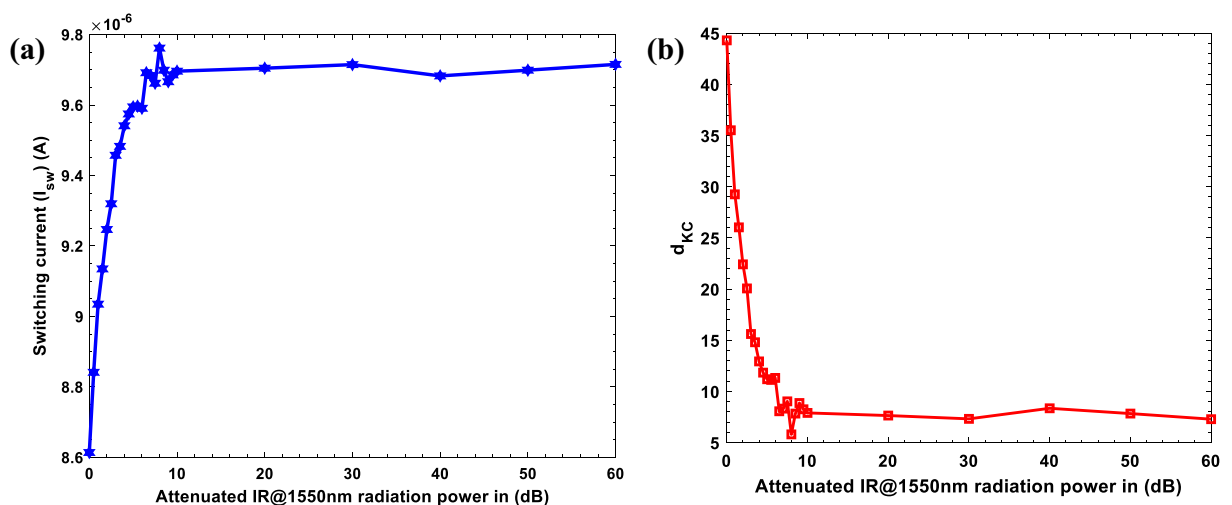 (a)
×10⁻⁶
9.8
9.6
9.4
9.2
9
8.8
8.6
Switching current (I_sw) (A)
0 10 20 30 40 50 60
Attenuated IR@1550nm radiation power in (dB)
(b)
45
40
35
30
25
20
15
10
5
d_KC
0 10 20 30 40 50 60
Attenuated IR@1550nm radiation power in (dB)